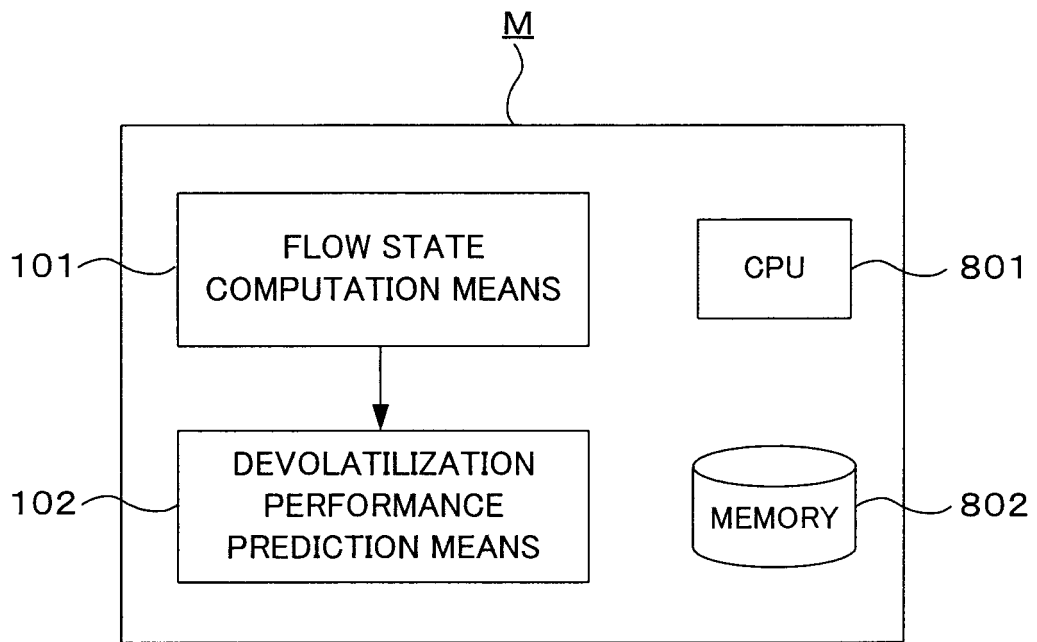 M
101
FLOW STATE
COMPUTATION MEANS
CPU
801
102
DEVOLATILIZATION
PERFORMANCE
PREDICTION MEANS
MEMORY
802